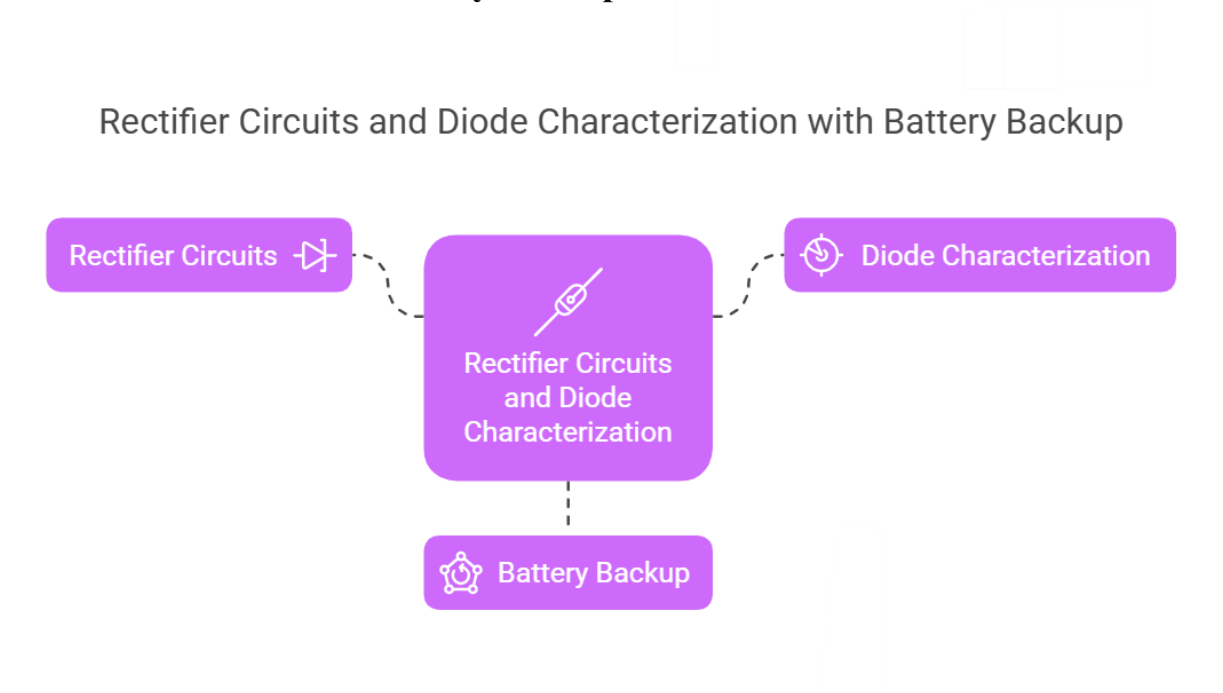 Rectifier Circuits and Diode Characterization with Battery Backup
Rectifier Circuits
Diode Characterization
Rectifier Circuits
and Diode
Characterization
Battery Backup